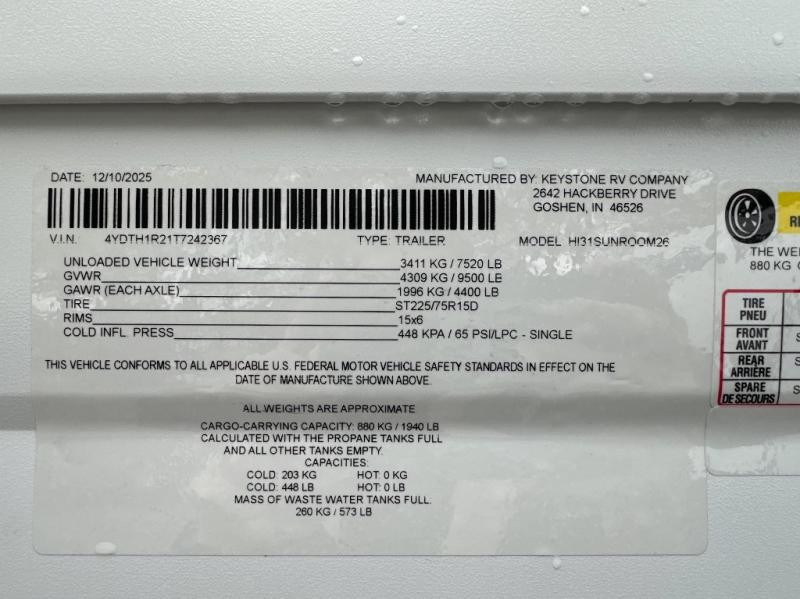 DATE: 12/10/2025
MANUFACTURED BY: KEYSTONE RV COMPANY
2642 HACKBERRY DRIVE
GOSHEN, IN 46526
V.I.N. 4YDTH1R21T7242367 TYPE: TRAILER MODEL HI31SUNROOM26
UNLOADED VEHICLE WEIGHT 3411 KG / 7520 LB
GVWR 4309 KG / 9500 LB
GAWR (EACH AXLE) 1996 KG / 4400 LB
TIRE ST225/75R15D
RIMS 15x6
COLD INFL. PRESS 448 KPA / 65 PSI/LPC - SINGLE
THIS VEHICLE CONFORMS TO ALL APPLICABLE U.S. FEDERAL MOTOR VEHICLE SAFETY STANDARDS IN EFFECT ON THE
DATE OF MANUFACTURE SHOWN ABOVE.
ALL WEIGHTS ARE APPROXIMATE
CARGO-CARRYING CAPACITY: 880 KG / 1940 LB
CALCULATED WITH THE PROPANE TANKS FULL
AND ALL OTHER TANKS EMPTY.
CAPACITIES:
COLD: 203 KG HOT: 0 KG
COLD: 448 LB HOT: 0 LB
MASS OF WASTE WATER TANKS FULL.
260 KG / 573 LB
880 KG
THE
TIRE
PNEU
FRONT
AVANT
REAR
ARRIÈRE
SPARE
DE SECOURS